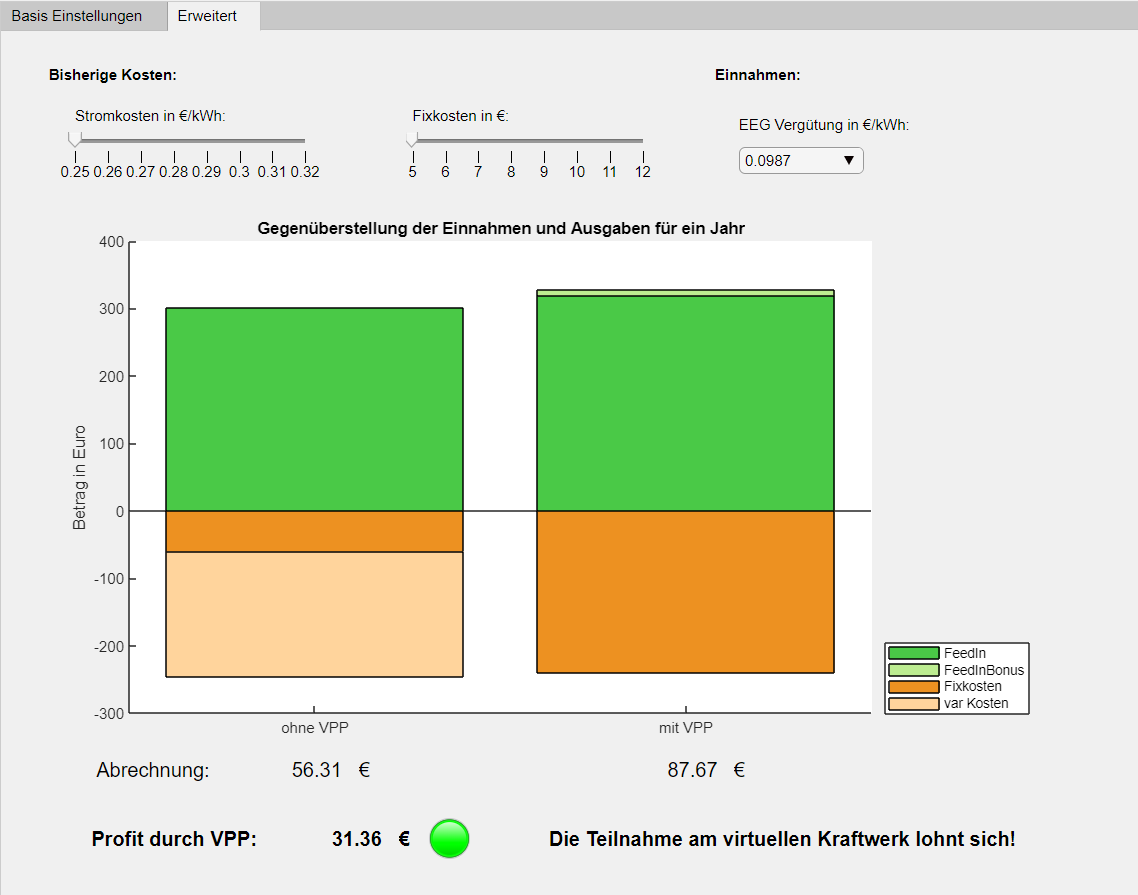 Basis Einstellungen Erweitert
Bisherige Kosten: Einnahmen:
Stromkosten in €/kWh: Fixkosten in €: EEG Vergütung in €/kWh:
0.25 0.26 0.27 0.28 0.29 0.3 0.31 0.32 5 6 7 8 9 10 11 12 0.0987
Gegenüberstellung der Einnahmen und Ausgaben für ein Jahr
400
300
200
100
0
-100
-200
-300
Betrag in Euro
FeedIn
FeedInBonus
Fixkosten
var Kosten
ohne VPP mit VPP
Abrechnung: 56.31 € 87.67 €
Profit durch VPP: 31.36 € Die Teilnahme am virtuellen Kraftwerk lohnt sich!